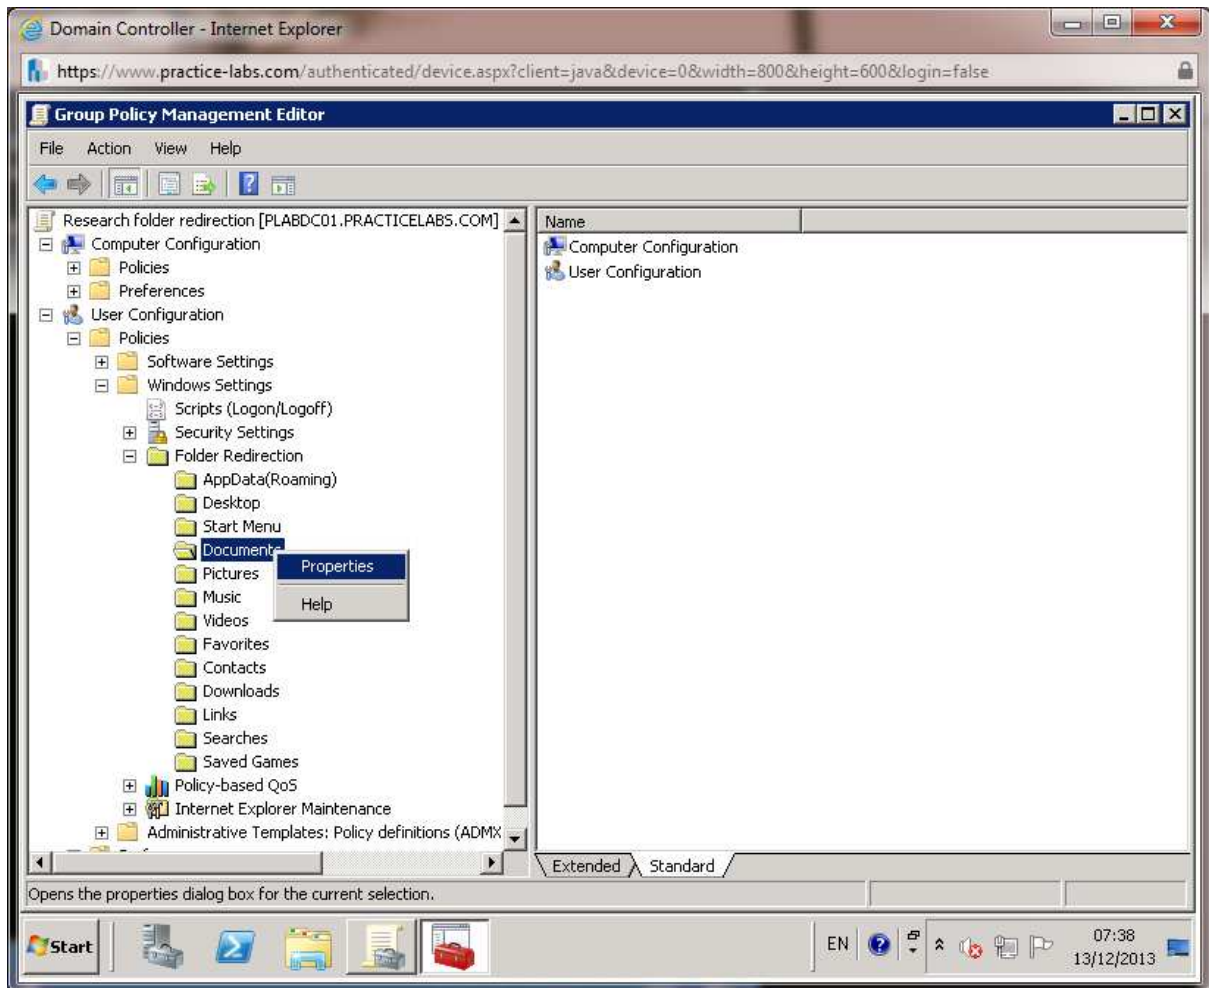 Domain Controller - Internet Explorer
https://www.practice-labs.com/authenticated/device.aspx?client=java&device=0&width=800&height=600&login=false
Group Policy Management Editor
File Action View Help
Research folder redirection [PLABDC01.PRACTICELABS.COM]
Computer Configuration
Policies
Preferences
User Configuration
Policies
Software Settings
Windows Settings
Scripts (Logon/Logoff)
Security Settings
Folder Redirection
AppData(Roaming)
Desktop
Start Menu
Documents
Pictures
Music
Videos
Favorites
Contacts
Downloads
Links
Searches
Saved Games
Policy-based QoS
Internet Explorer Maintenance
Administrative Templates: Policy definitions (ADMX
Properties
Help
Name
Computer Configuration
User Configuration
Extended Standard
Opens the properties dialog box for the current selection.
Start
EN
07:38
13/12/2013